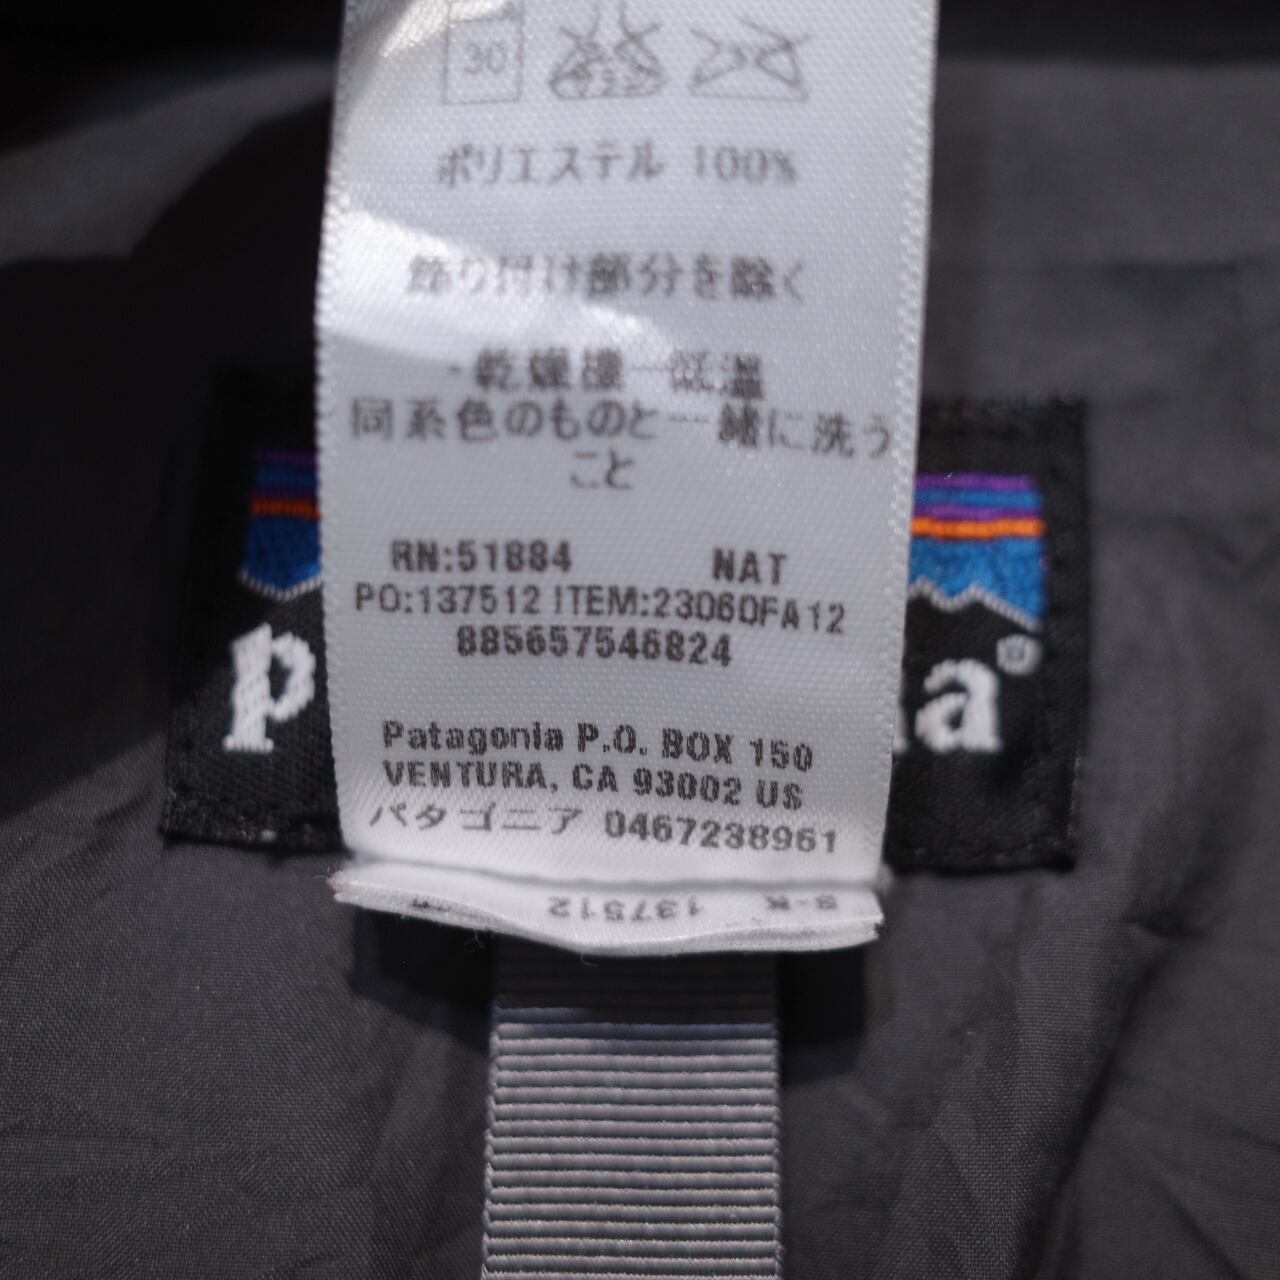 30
ポリエステル 100%
飾り付け部分を除く
-乾燥機一低温
同系色のものと一緒に洗う
こと
RN:51884 NAT
PO:137512 ITEM:23060FA12
885657546824
Patagonia P.O. BOX 150
VENTURA, CA 93002 US
パタゴニア 0467238961
137512